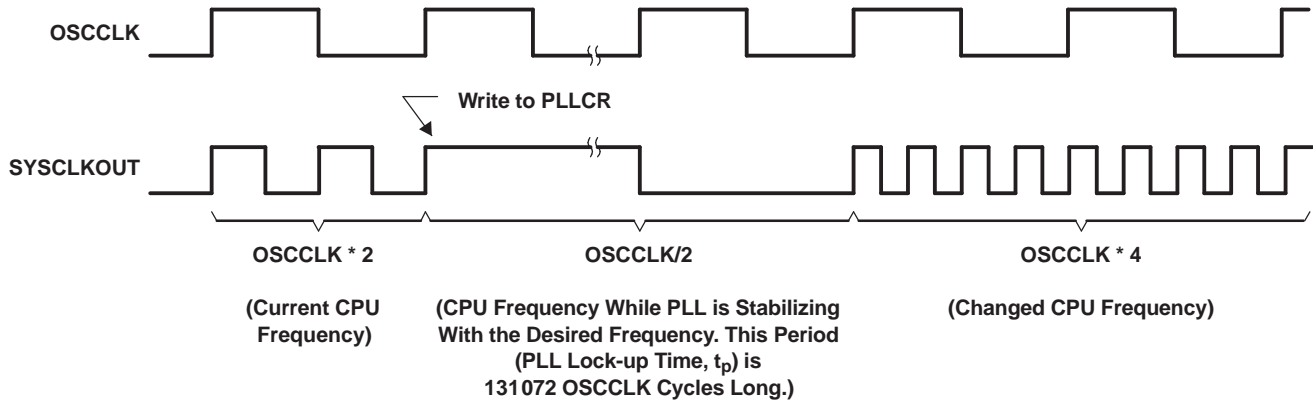 OSCCLK
Write to PLLCR
SYSCLKOUT
OSCCLK * 2
OSCCLK/2
OSCCLK * 4
(Current CPU
Frequency)
(CPU Frequency While PLL is Stabilizing
With the Desired Frequency. This Period
(PLL Lock-up Time, tp) is
131072 OSCCLK Cycles Long.)
(Changed CPU Frequency)